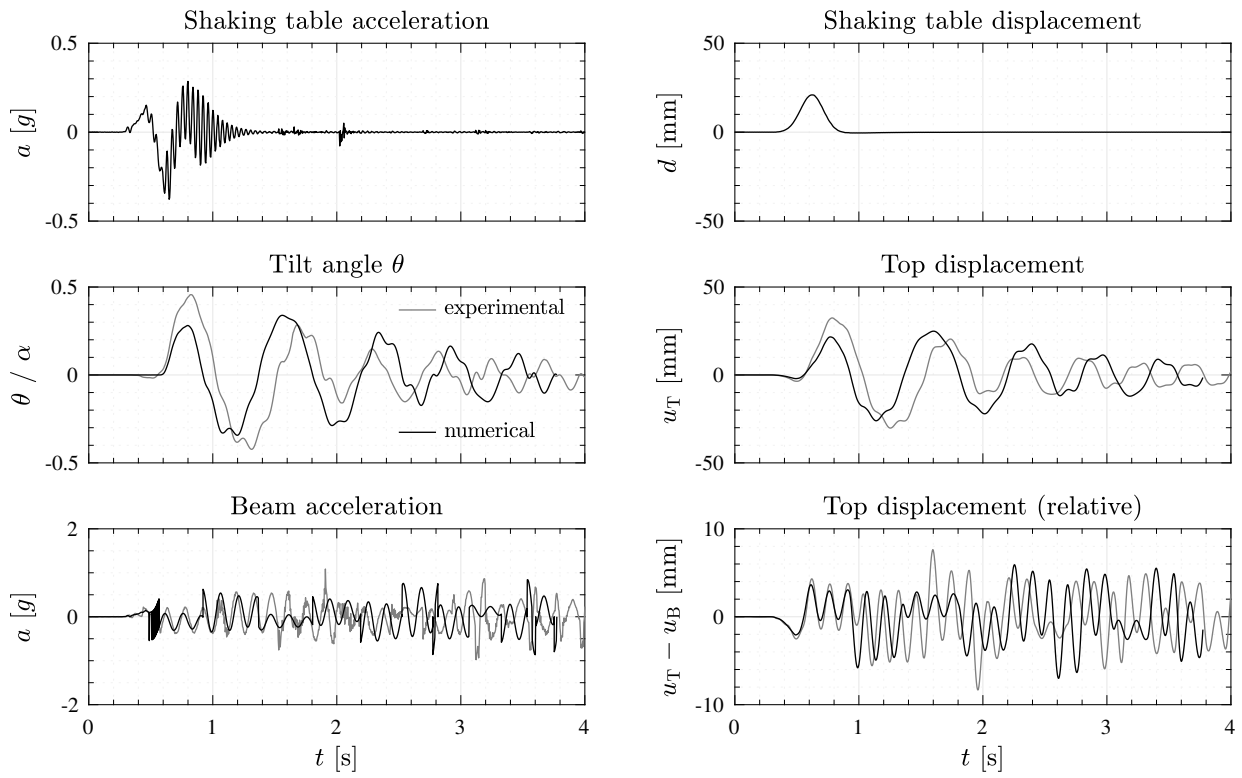 Shaking table acceleration
0.5
0
-0.5
a [g]
Shaking table displacement
50
0
-50
d [mm]
Tilt angle θ
0.5
0
-0.5
θ / α
experimental
numerical
Top displacement
50
0
-50
u_T [mm]
Beam acceleration
2
0
-2
a [g]
0 1 2 3 4
t [s]
Top displacement (relative)
10
0
-10
u_T − u_B [mm]
0 1 2 3 4
t [s]